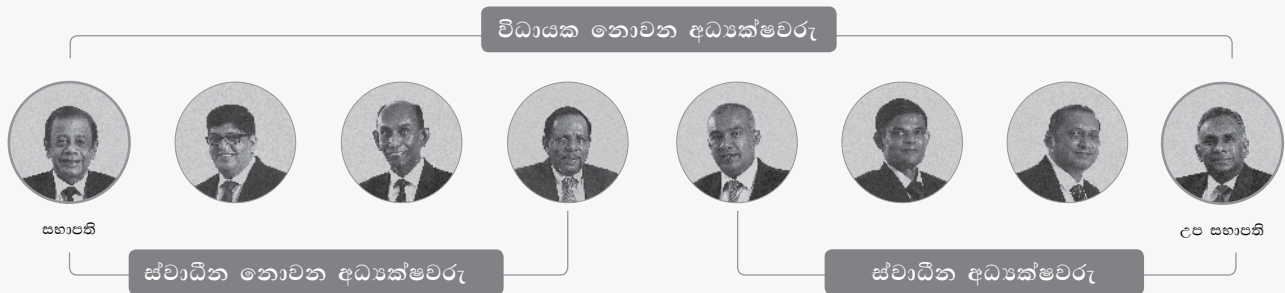 විධායක නොවන අධ්‍යක්ෂවරු
සභාපති
උප සභාපති
ස්වාධීන නොවන අධ්‍යක්ෂවරු
ස්වාධීන අධ්‍යක්ෂවරු